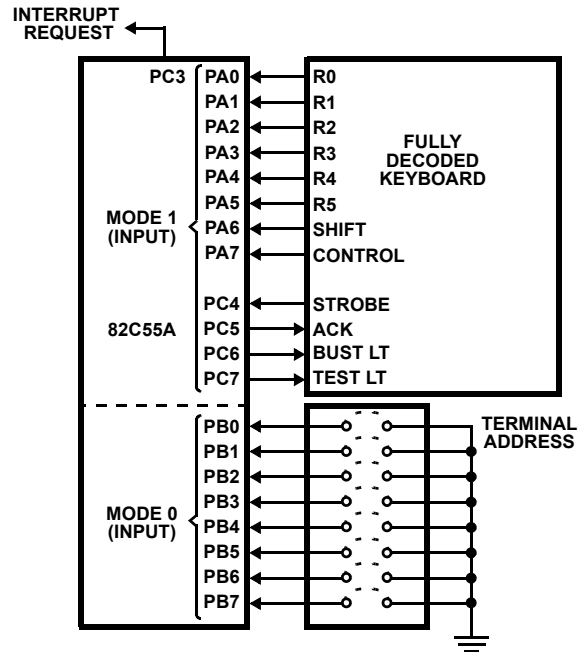 INTERRUPT
REQUEST
PC3 PA0 R0
PA1 R1
PA2 R2
PA3 R3
PA4 R4
PA5 R5
PA6 SHIFT
PA7 CONTROL
FULLY
DECODED
KEYBOARD
MODE 1
(INPUT)
PC4 STROBE
82C55A PC5 ACK
PC6 BUST LT
PC7 TEST LT
PB0
PB1
PB2
PB3
PB4
PB5
PB6
PB7
MODE 0
(INPUT)
TERMINAL
ADDRESS